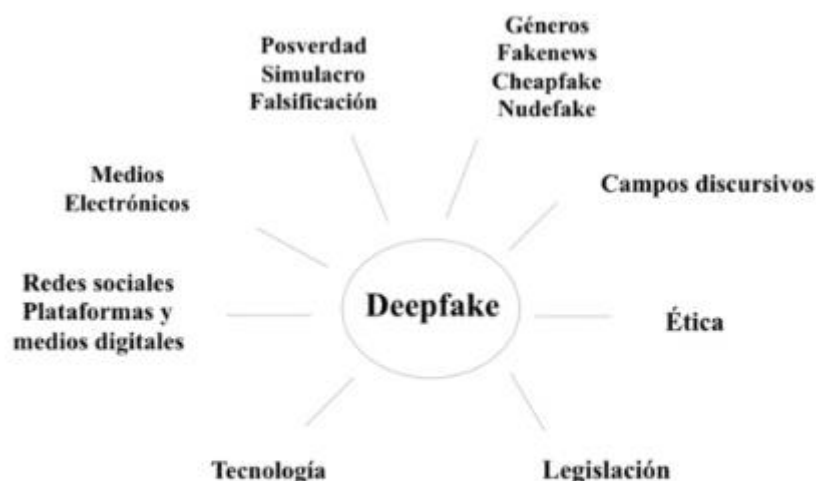 Posverdad
Simulacro
Falsificación
Géneros
Fakenews
Cheapfake
Nudefake
Medios
Electrónicos
Campos discursivos
Redes sociales
Plataformas y
medios digitales
Deepfake
Ética
Tecnología
Legislación